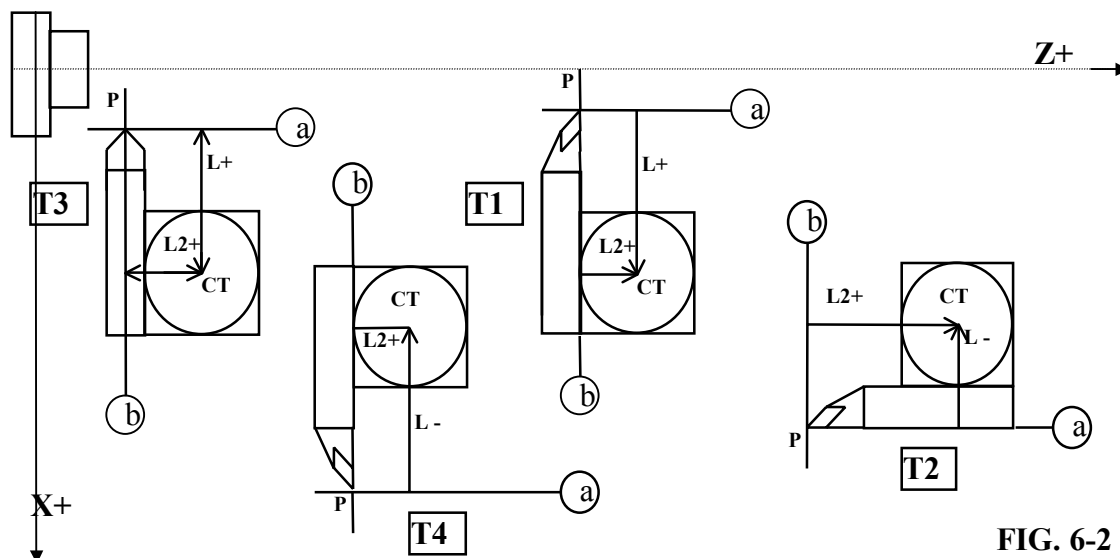 Z+
P
a
L+
T3
L2+
CT
b
X+
b
CT
L2+
L -
P
a
T4
P
a
L+
T1
L2+
CT
b
b
L2+
CT
L -
P
a
T2
FIG. 6-2